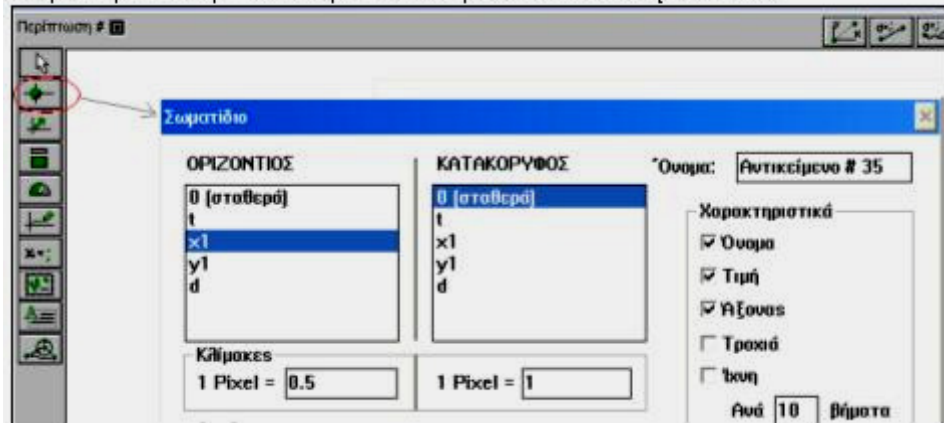 Περίπτωση #
Σωματίδιο
ΟΡΙΖΟΝΤΙΟΣ
0 (σταθερά)
t
x1
y1
d
Κλίμακες
1 Pixel = 0.5
ΚΑΤΑΚΟΡΥΦΟΣ
0 (σταθερά)
t
x1
y1
d
1 Pixel = 1
Όνομα: Αντικείμενο # 35
Χαρακτηριστικά
Όνομα
Τιμή
Άξονας
Τροχιά
Ίχνη
Ανά 10 βήματα